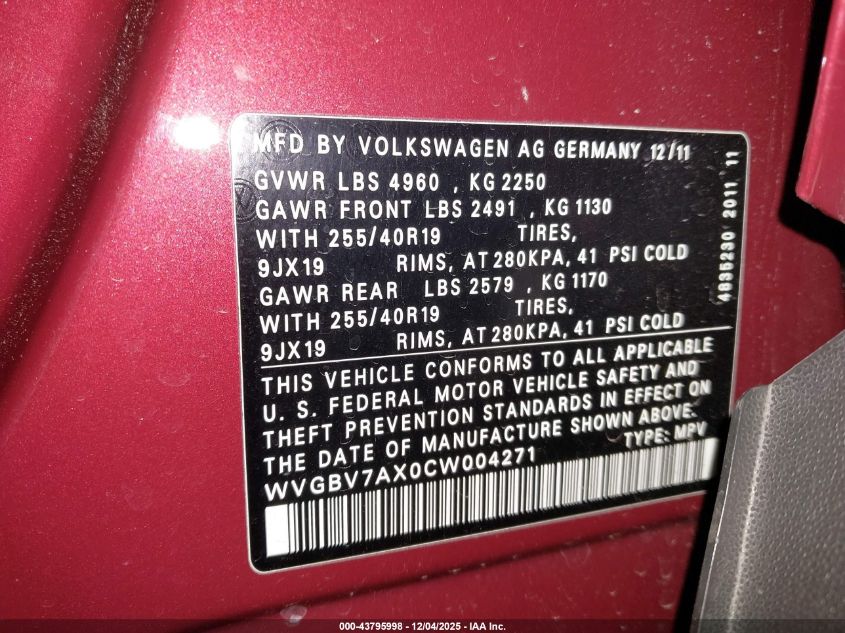 MFD BY VOLKSWAGEN AG GERMANY 12/11
GVWR LBS 4960 , KG 2250
GAWR FRONT LBS 2491 , KG 1130
WITH 255/40R19 TIRES,
9JX19 RIMS, AT 280KPA, 41 PSI COLD
GAWR REAR LBS 2579 , KG 1170
WITH 255/40R19 TIRES,
9JX19 RIMS, AT 280KPA, 41 PSI COLD
THIS VEHICLE CONFORMS TO ALL APPLICABLE
U. S. FEDERAL MOTOR VEHICLE SAFETY AND
THEFT PREVENTION STANDARDS IN EFFECT ON
THE DATE OF MANUFACTURE SHOWN ABOVE.
WVGBV7AX0CW004271 TYPE: MPV
4835230 2011 11
000-43795998 - 12/04/2025 - IAA Inc.